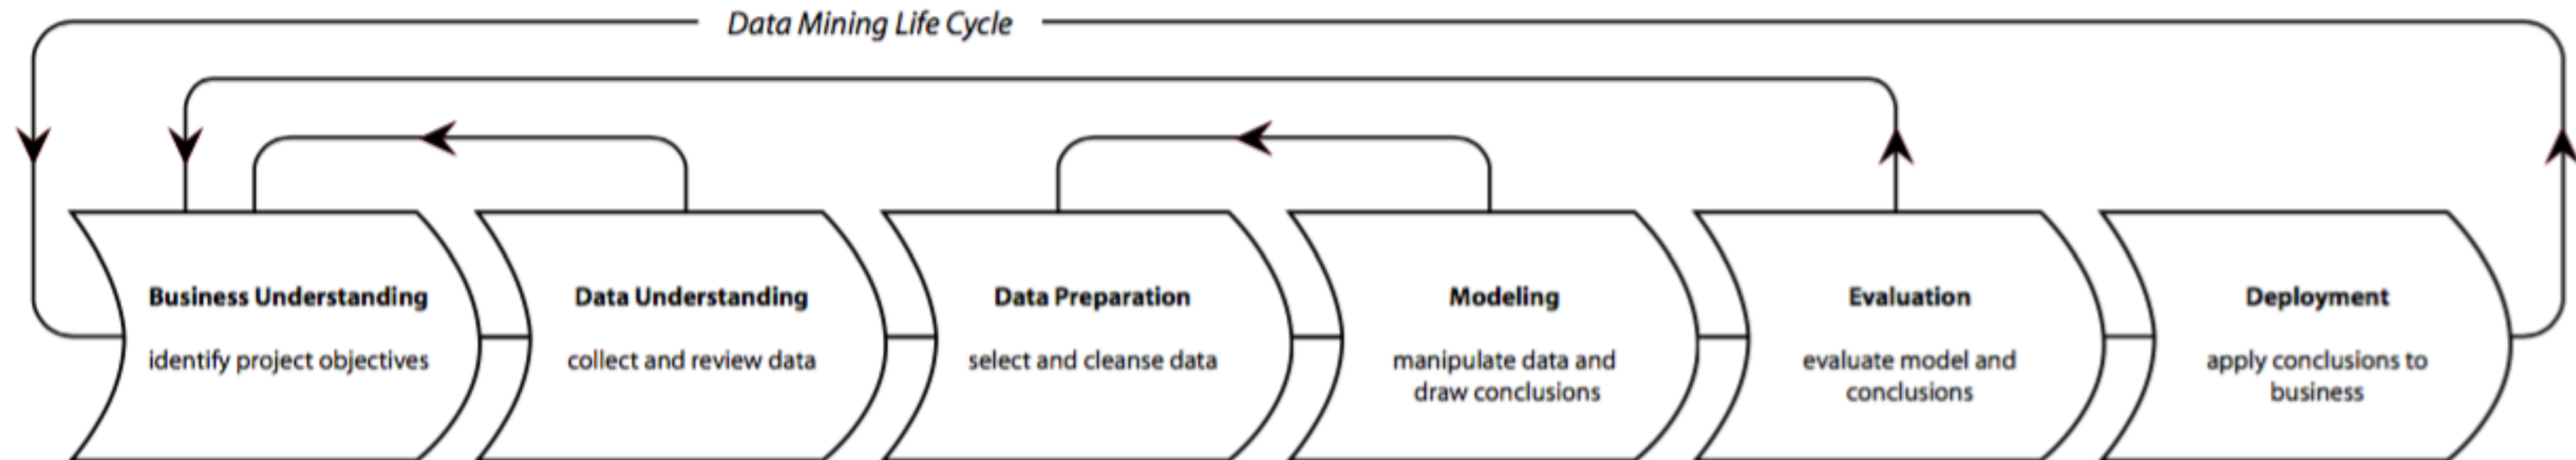 Data Mining Life Cycle
Business Understanding
identify project objectives
Data Understanding
collect and review data
Data Preparation
select and cleanse data
Modeling
manipulate data and
draw conclusions
Evaluation
evaluate model and
conclusions
Deployment
apply conclusions to
business